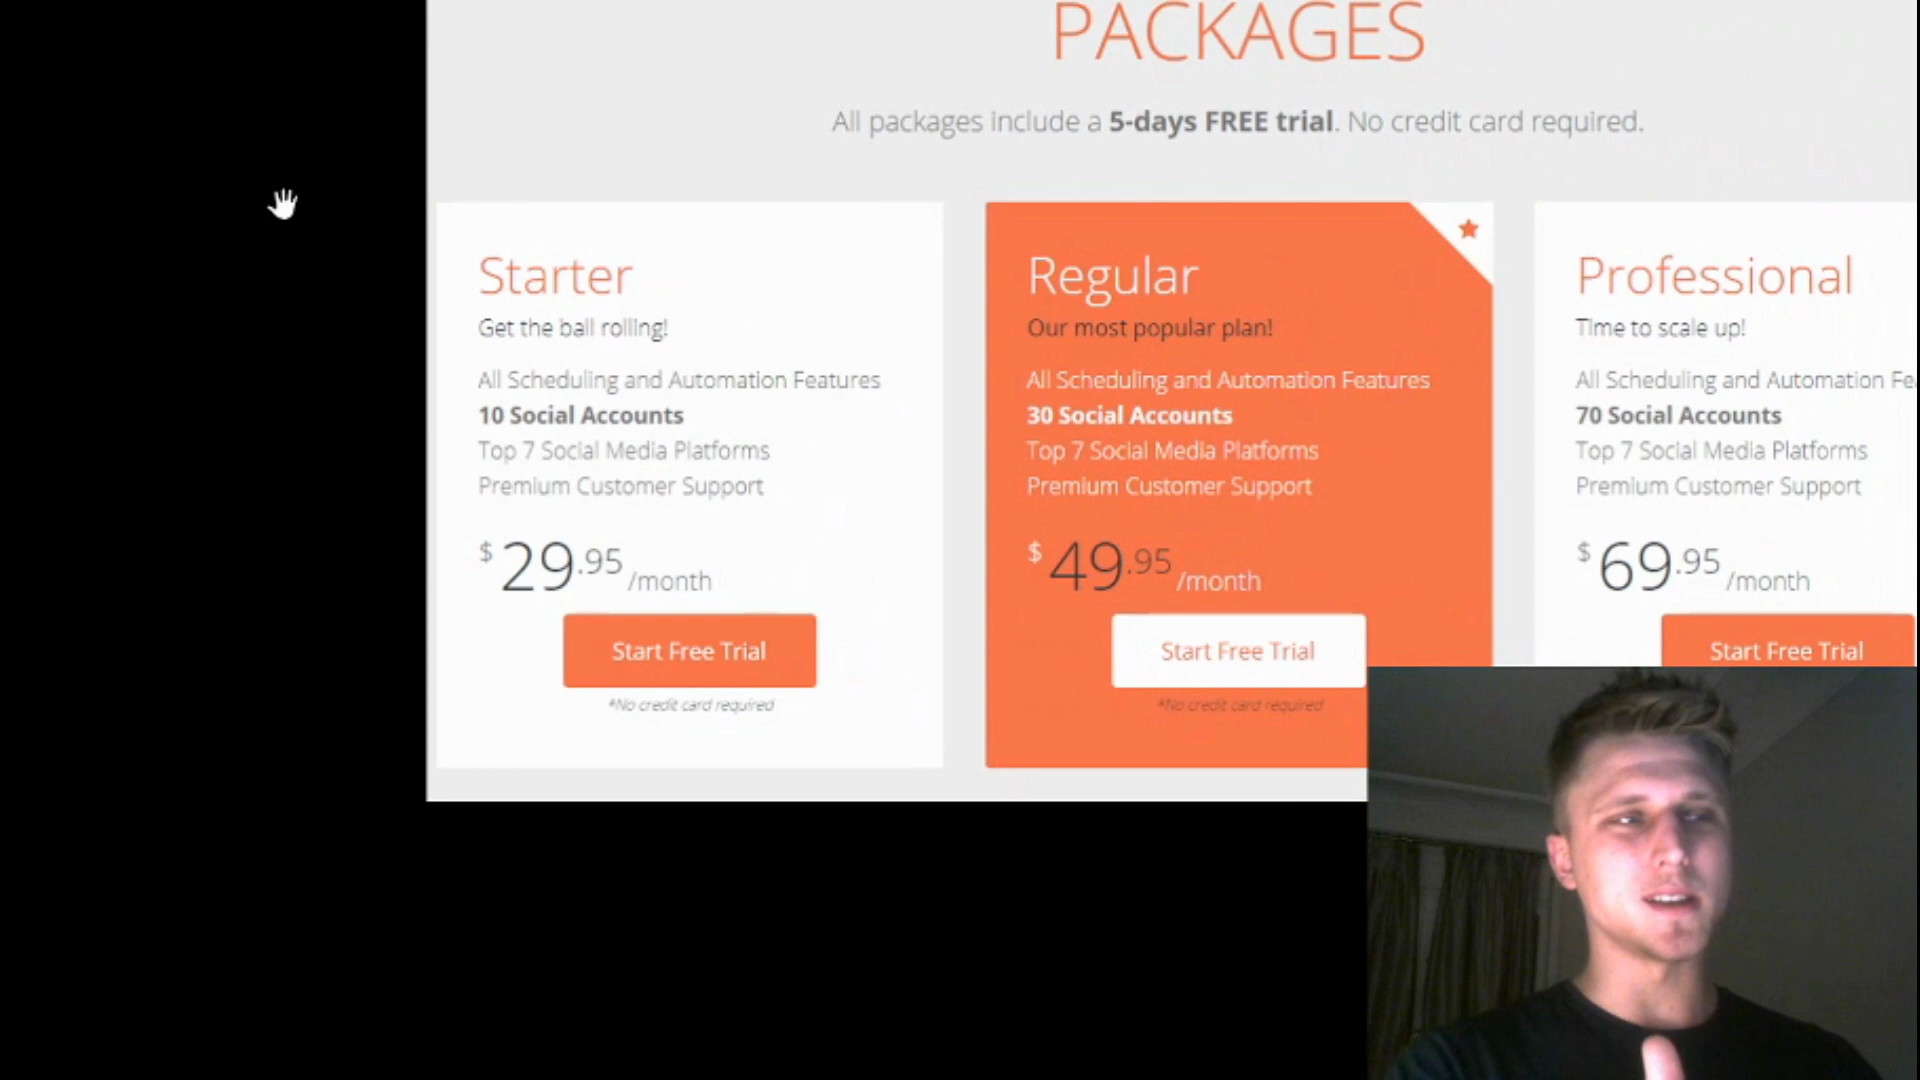 PACKAGES
All packages include a 5-days FREE trial. No credit card required.
Starter
Get the ball rolling!
All Scheduling and Automation Features
10 Social Accounts
Top 7 Social Media Platforms
Premium Customer Support
$29.95 /month
Start Free Trial
*No credit card required
Regular
Our most popular plan!
All Scheduling and Automation Features
30 Social Accounts
Top 7 Social Media Platforms
Premium Customer Support
$49.95 /month
Start Free Trial
*No credit card required
Professional
Time to scale up!
All Scheduling and Automation Fe
70 Social Accounts
Top 7 Social Media Platforms
Premium Customer Support
$69.95 /month
Start Free Trial